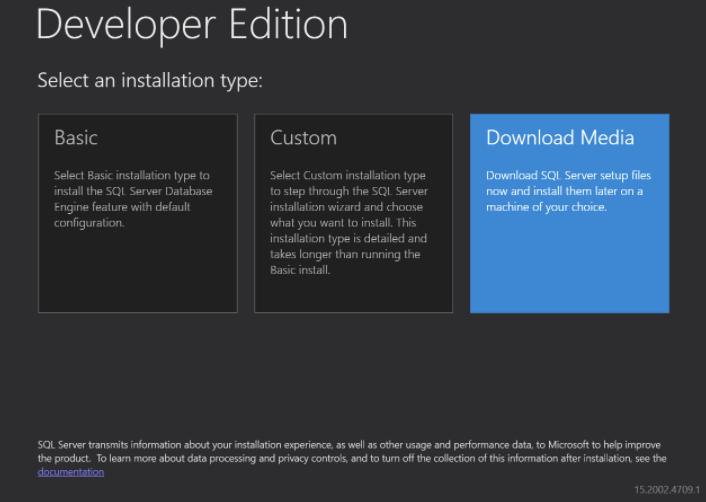 Developer Edition
Select an installation type:
Basic
Select Basic installation type to
install the SQL Server Database
Engine feature with default
configuration.
Custom
Select Custom installation type
to step through the SQL Server
installation wizard and choose
what you want to install. This
installation type is detailed and
takes longer than running the
Basic install.
Download Media
Download SQL Server setup files
now and install them later on a
machine of your choice.
SQL Server transmits information about your installation experience, as well as other usage and performance data, to Microsoft to help improve
the product. To learn more about data processing and privacy controls, and to turn off the collection of this information after installation, see the
documentation
15.2002.4709.1